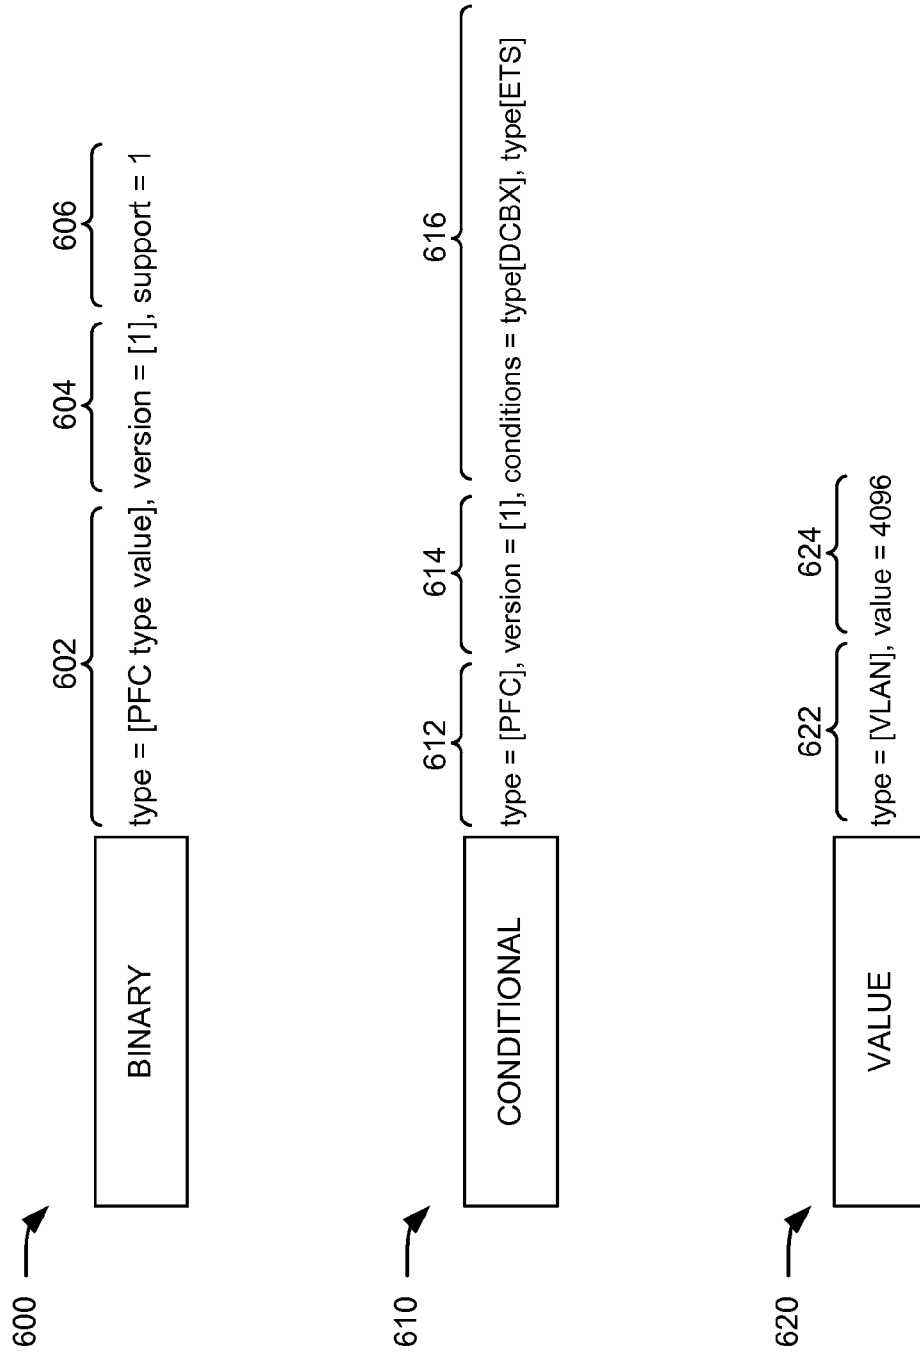 600
BINARY
602
604
606
type = [PFC type value], version = [1], support = 1
610
CONDITIONAL
612
614
616
type = [PFC], version = [1], conditions = type[DCBX], type[ETS]
620
VALUE
622
624
type = [VLAN], value = 4096